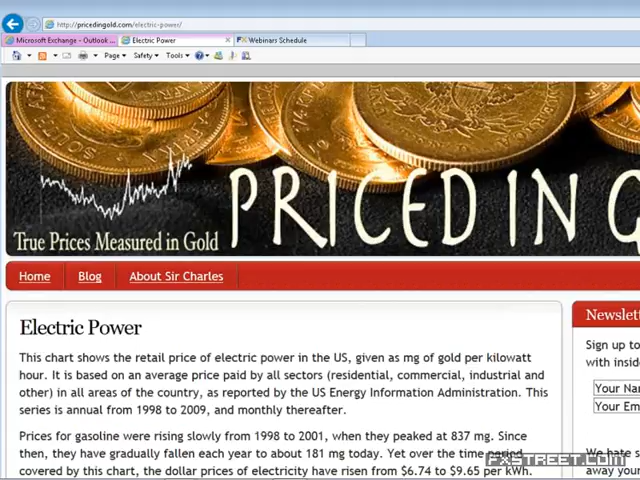 http://pricedingold.com/electric-power/
Microsoft Exchange - Outlook ...
Electric Power
Webinars Schedule
Page
Safety
Tools
PRICED IN G
True Prices Measured in Gold
Home
Blog
About Sir Charles
Electric Power
Newslett
This chart shows the retail price of electric power in the US, given as mg of gold per kilowatt
hour. It is based on an average price paid by all sectors (residential, commercial, industrial and
other) in all areas of the country, as reported by the US Energy Information Administration. This
series is annual from 1998 to 2009, and monthly thereafter.
Sign up to
with insid
Your Nan
Your Em
Prices for gasoline were rising slowly from 1998 to 2001, when they peaked at 837 mg. Since
then, they have gradually fallen each year to about 181 mg today. Yet over the time period
covered by this chart, the dollar prices of electricity have risen from $6.74 to $9.65 per kWh.
We hate s
away your
FXSTREET.COM